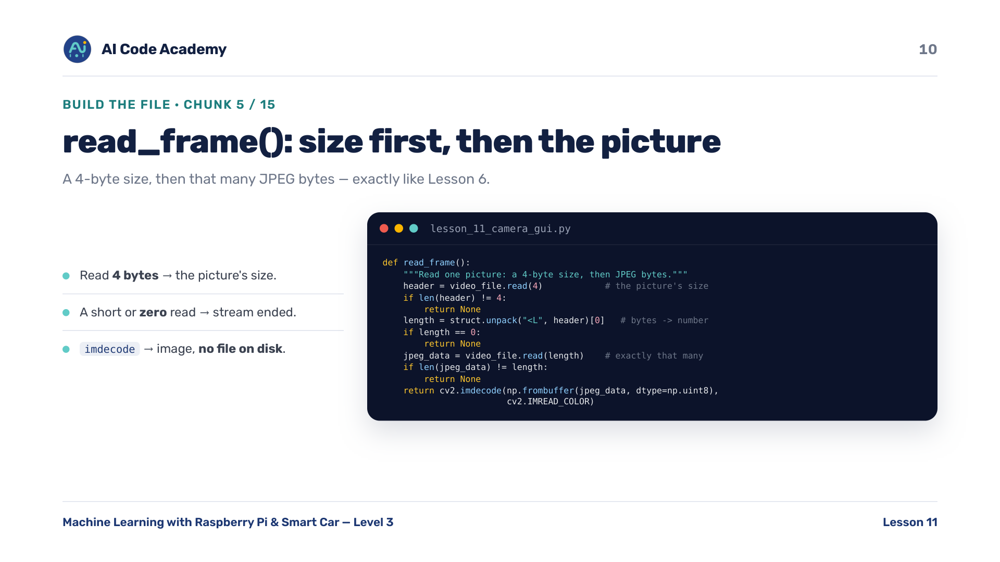 AI Code Academy
10
BUILD THE FILE • CHUNK 5 / 15
read_frame(): size first, then the picture
A 4-byte size, then that many JPEG bytes — exactly like Lesson 6.
Read 4 bytes → the picture's size.
A short or zero read → stream ended.
imdecode → image, no file on disk.
lesson_11_camera_gui.py
def read_frame():
    """Read one picture: a 4-byte size, then JPEG bytes."""
    header = video_file.read(4)            # the picture's size
    if len(header) != 4:
        return None
    length = struct.unpack("<L", header)[0]   # bytes -> number
    if length == 0:
        return None
    jpeg_data = video_file.read(length)    # exactly that many
    if len(jpeg_data) != length:
        return None
    return cv2.imdecode(np.frombuffer(jpeg_data, dtype=np.uint8),
                        cv2.IMREAD_COLOR)
Machine Learning with Raspberry Pi & Smart Car — Level 3
Lesson 11